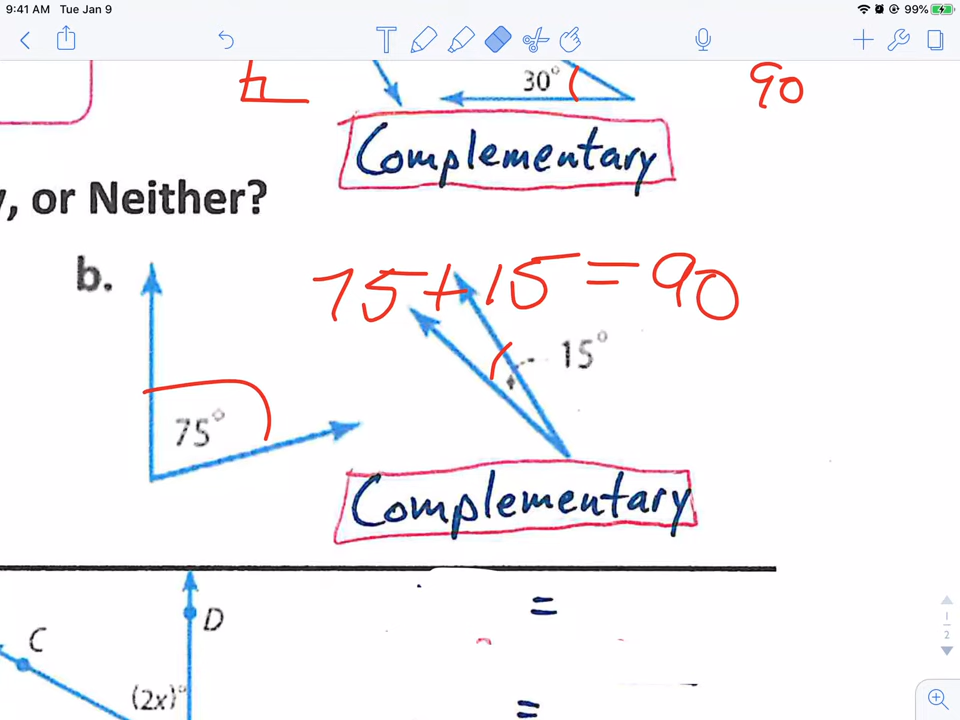 9:41 AM Tue Jan 9
99%
T
30°
90
Complementary
, or Neither?
b.
75+15=90
15°
75°
Complementary
=
D
C
(2x)°
=
1
2